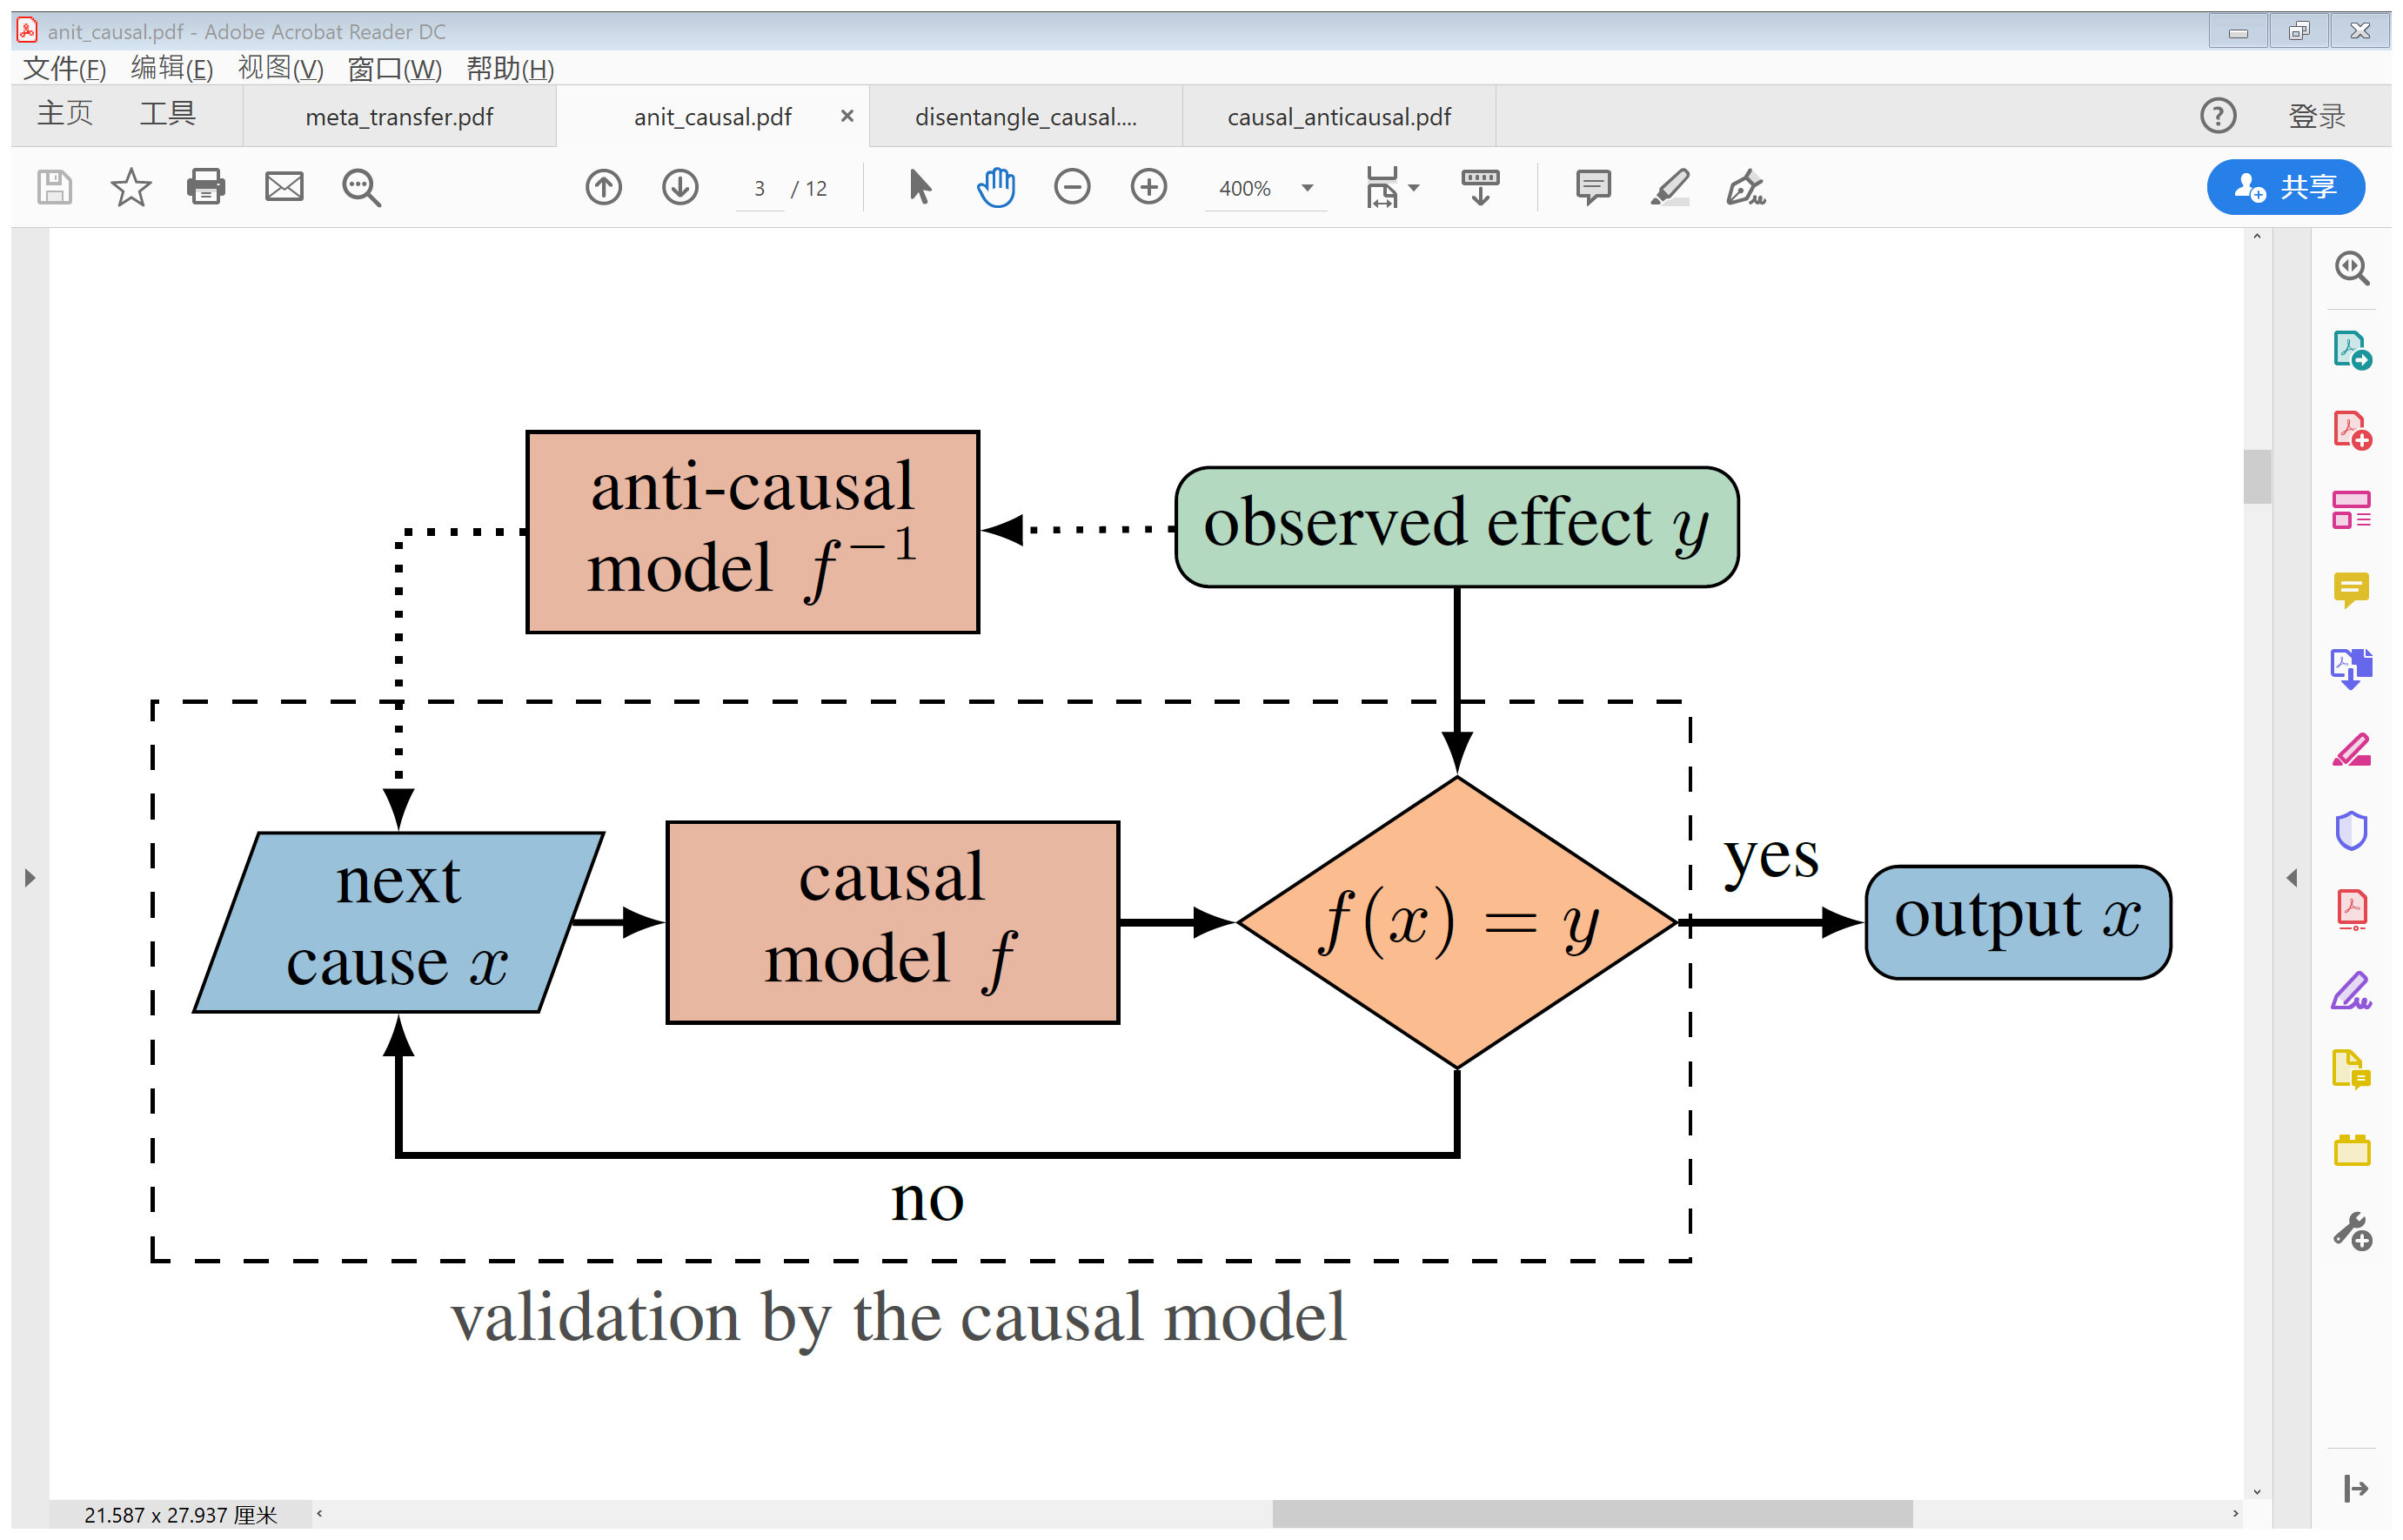 anit_causal.pdf - Adobe Acrobat Reader DC
文件(F) 编辑(E) 视图(V) 窗口(W) 帮助(H)
主页 工具 meta_transfer.pdf anit_causal.pdf × disentangle_causal.... causal_anticausal.pdf ? 登录
3 / 12 400% 共享
anti-causal
model f⁻¹
observed effect y
next
cause x
causal
model f
f(x) = y
yes
output x
no
validation by the causal model
21.587 x 27.937 厘米